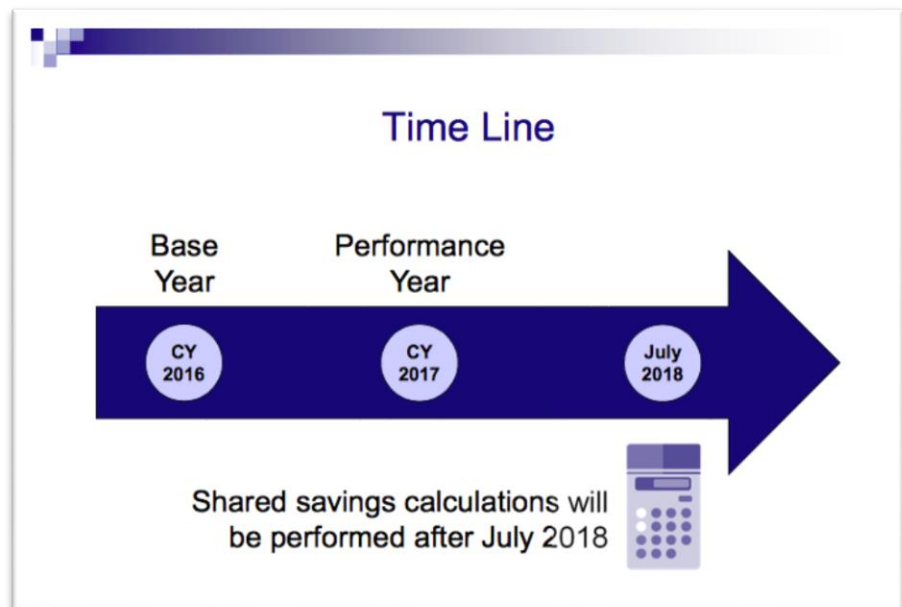 Time Line
Base
Year
Performance
Year
CY
2016
CY
2017
July
2018
Shared savings calculations will
be performed after July 2018